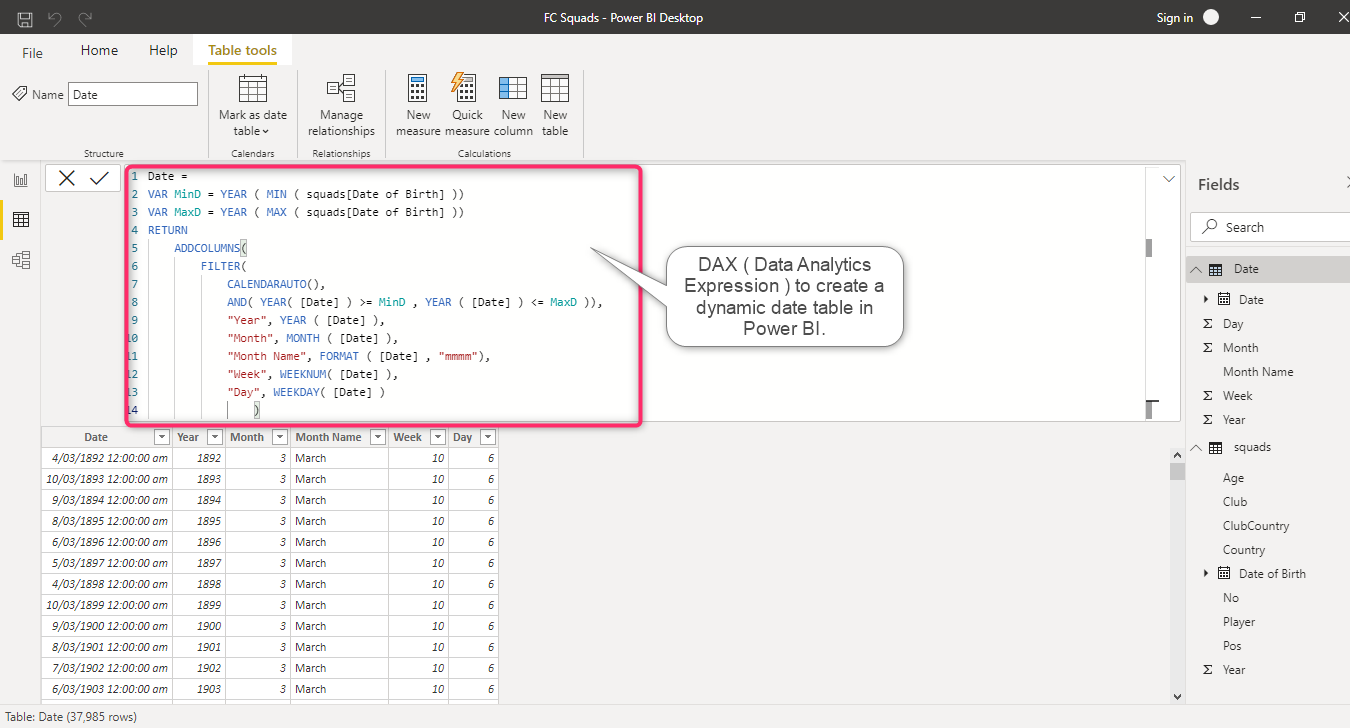 FC Squads - Power BI Desktop
Sign in
File
Home
Help
Table tools
Name
Date
Mark as date
table
Manage
relationships
New
measure
Quick
measure
New
column
New
table
Structure
Calendars
Relationships
Calculations
1 Date =
2 VAR MinD = YEAR ( MIN ( squads[Date of Birth] ))
3 VAR MaxD = YEAR ( MAX ( squads[Date of Birth] ))
4 RETURN
5 ADDCOLUMNS(
6 FILTER(
7 CALENDARAUTO(),
8 AND( YEAR( [Date] ) >= MinD , YEAR ( [Date] ) <= MaxD )),
9 "Year", YEAR ( [Date] ),
10 "Month", MONTH ( [Date] ),
11 "Month Name", FORMAT ( [Date] , "mmmm"),
12 "Week", WEEKNUM( [Date] ),
13 "Day", WEEKDAY( [Date] )
14 )
DAX ( Data Analytics
Expression ) to create a
dynamic date table in
Power BI.
Date Year Month Month Name Week Day
4/03/1892 12:00:00 am 1892 3 March 10 6
10/03/1893 12:00:00 am 1893 3 March 10 6
9/03/1894 12:00:00 am 1894 3 March 10 6
8/03/1895 12:00:00 am 1895 3 March 10 6
6/03/1896 12:00:00 am 1896 3 March 10 6
5/03/1897 12:00:00 am 1897 3 March 10 6
4/03/1898 12:00:00 am 1898 3 March 10 6
10/03/1899 12:00:00 am 1899 3 March 10 6
9/03/1900 12:00:00 am 1900 3 March 10 6
8/03/1901 12:00:00 am 1901 3 March 10 6
7/03/1902 12:00:00 am 1902 3 March 10 6
6/03/1903 12:00:00 am 1903 3 March 10 6
Fields
Search
Date
Date
Σ Day
Σ Month
Month Name
Σ Week
Σ Year
squads
Age
Club
ClubCountry
Country
Date of Birth
No
Player
Pos
Σ Year
Table: Date (37,985 rows)